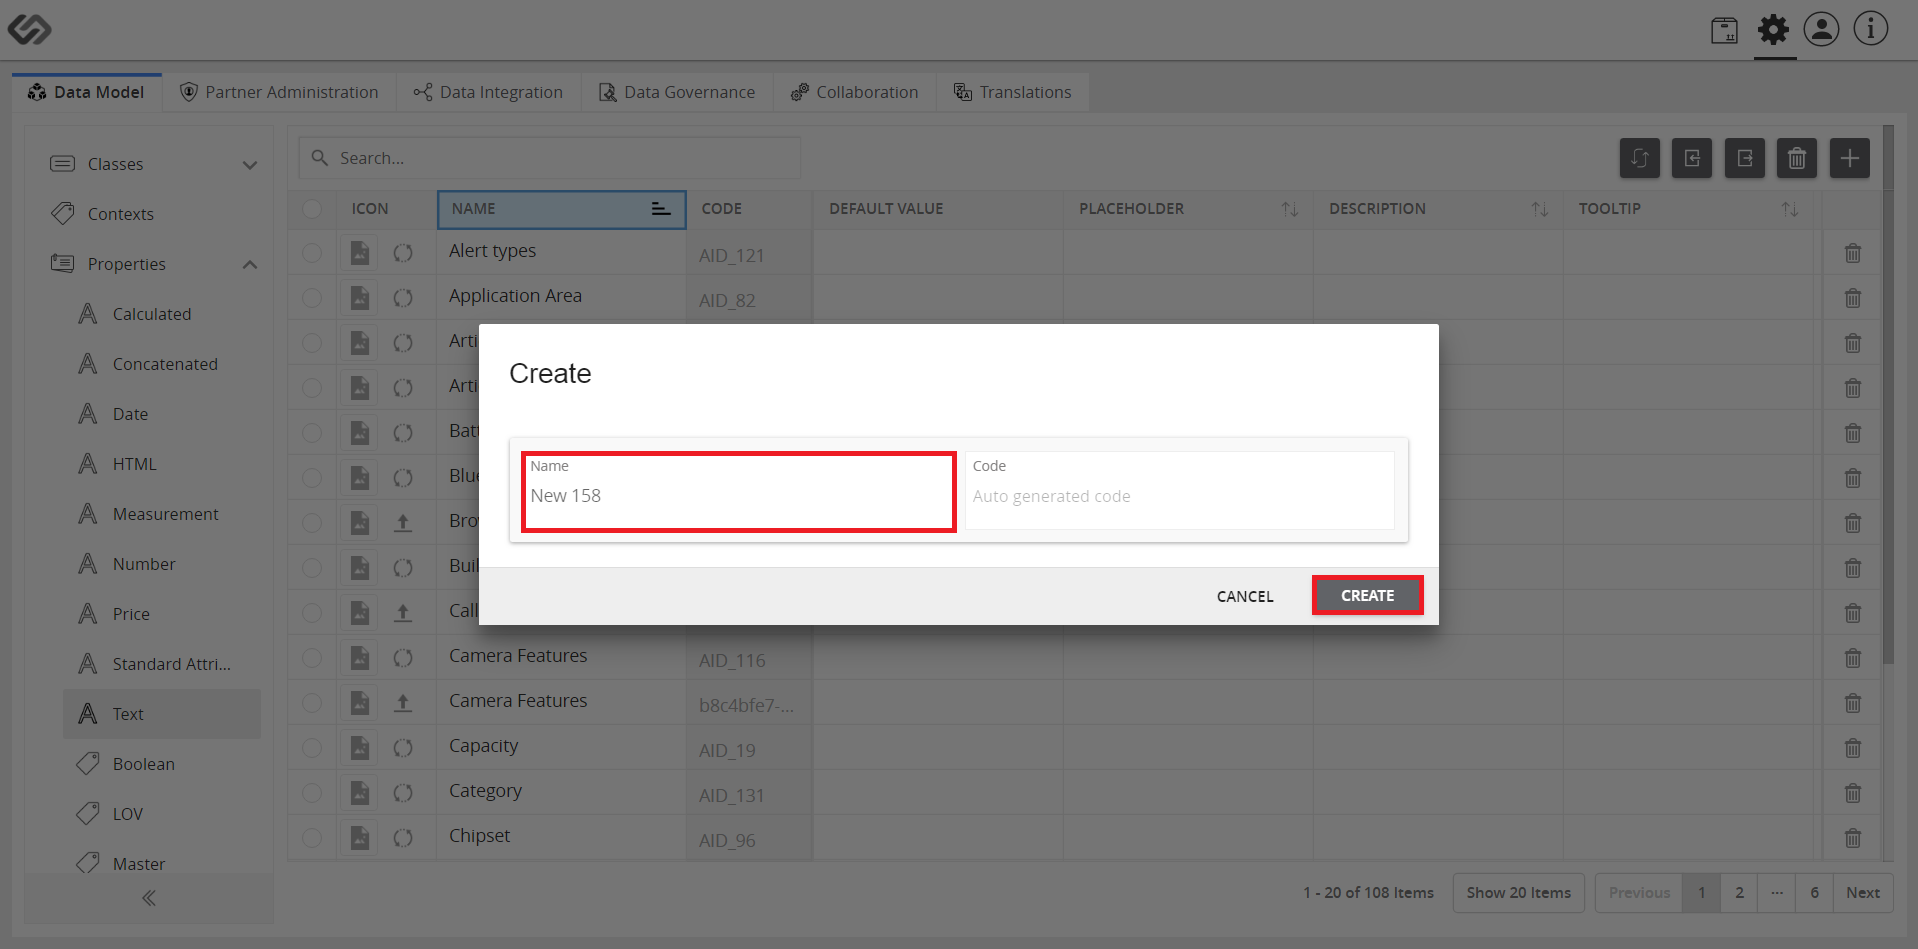 Data Model
Partner Administration
Data Integration
Data Governance
Collaboration
Translations
Classes
Contexts
Properties
Calculated
Concatenated
Date
HTML
Measurement
Number
Price
Standard Attri...
Text
Boolean
LOV
Master
Search...
ICON NAME CODE DEFAULT VALUE PLACEHOLDER DESCRIPTION TOOLTIP
Alert types AID_121
Application Area AID_82
Arti
Arti
Batt
Blue
Bro
Buil
Call
Camera Features AID_116
Camera Features b8c4bfe7-...
Capacity AID_19
Category AID_131
Chipset AID_96
Create
Name
New 158
Code
Auto generated code
CANCEL
CREATE
1 - 20 of 108 Items
Show 20 Items
Previous 1 2 ... 6 Next